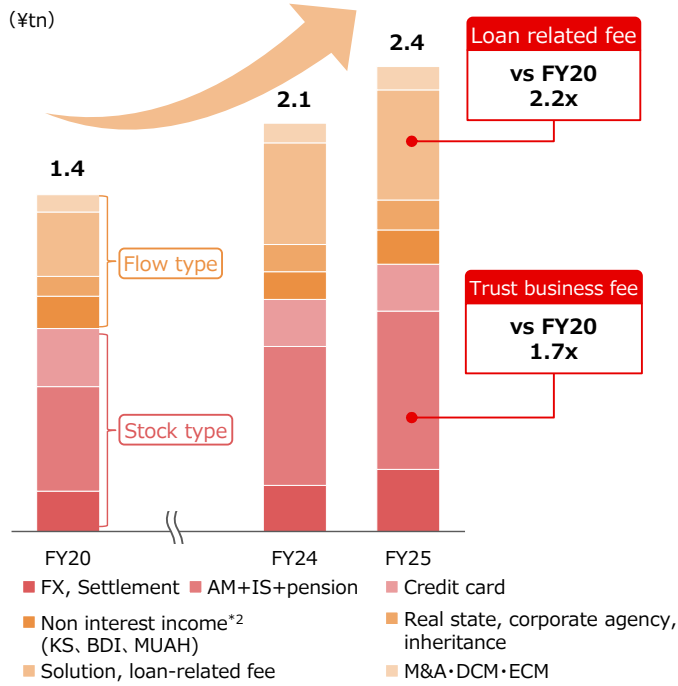 (¥tn)
1.4
2.1
2.4
Loan related fee
vs FY20
2.2x
Flow type
Trust business fee
vs FY20
1.7x
Stock type
FY20
FY24
FY25
FX, Settlement
AM+IS+pension
Credit card
Non interest income*2
(KS、BDI、MUAH)
Real state, corporate agency,
inheritance
Solution, loan-related fee
M&A・DCM・ECM